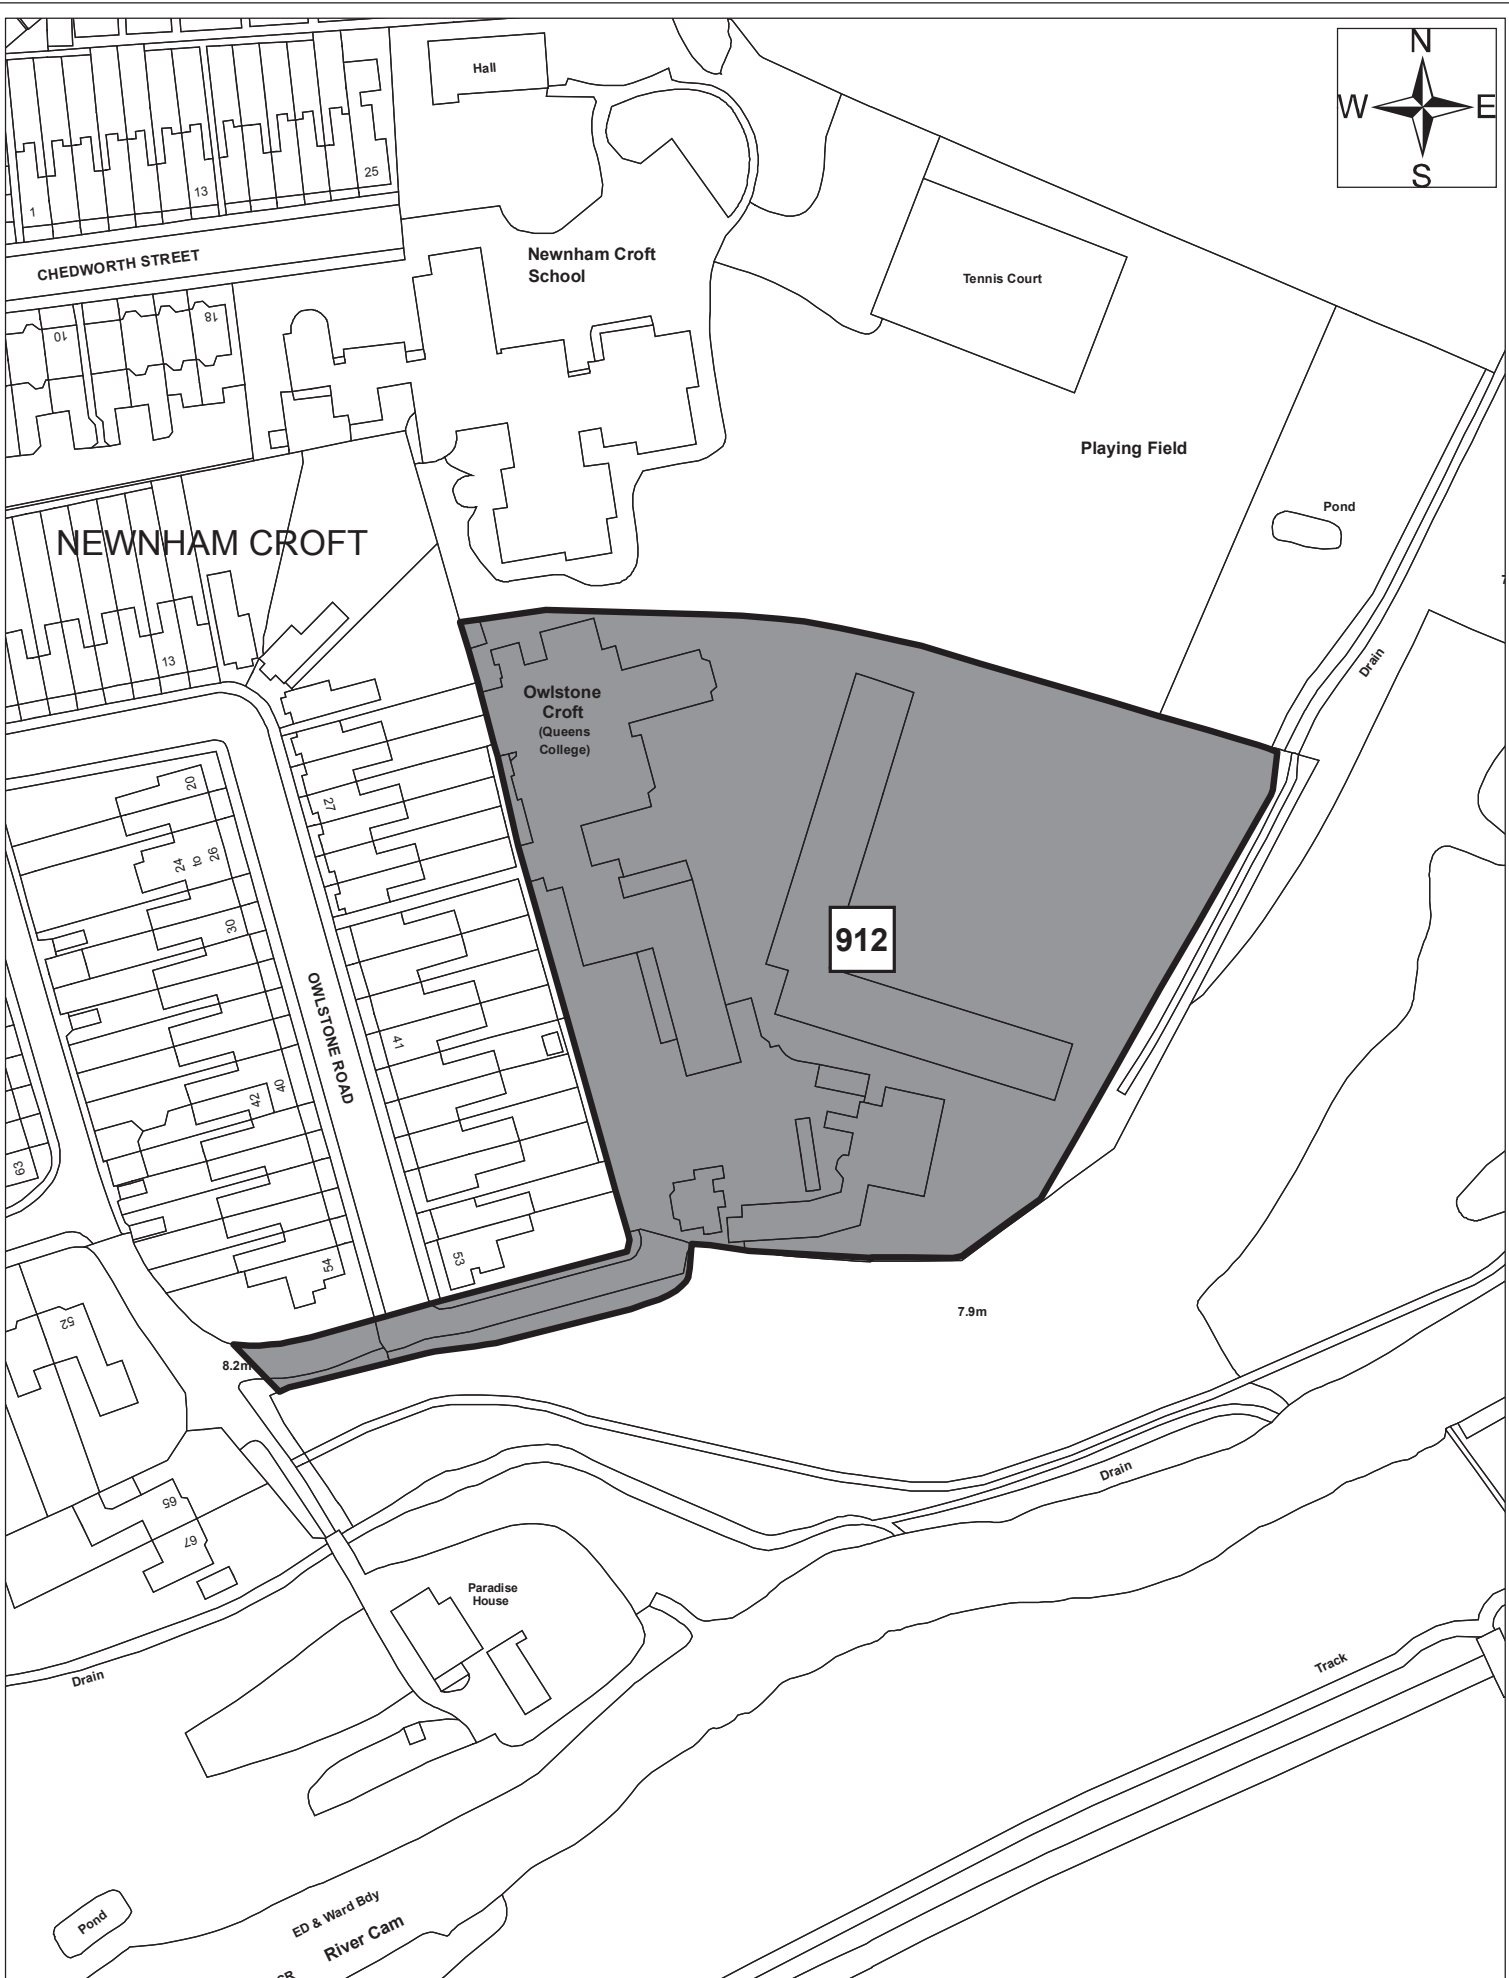 N
W
E
S
Hall
25
13
1
CHEDWORTH STREET
Newnham Croft
School
Tennis Court
18
10
Playing Field
Pond
NEWNHAM CROFT
13
Drain
Owlstone
Croft
(Queens
College)
20
27
24
to
26
30
912
OWLSTONE ROAD
41
40
42
63
53
54
52
7.9m
8.2m
Drain
65
67
Paradise
House
Drain
Track
Pond
ED & Ward Bdy
River Cam